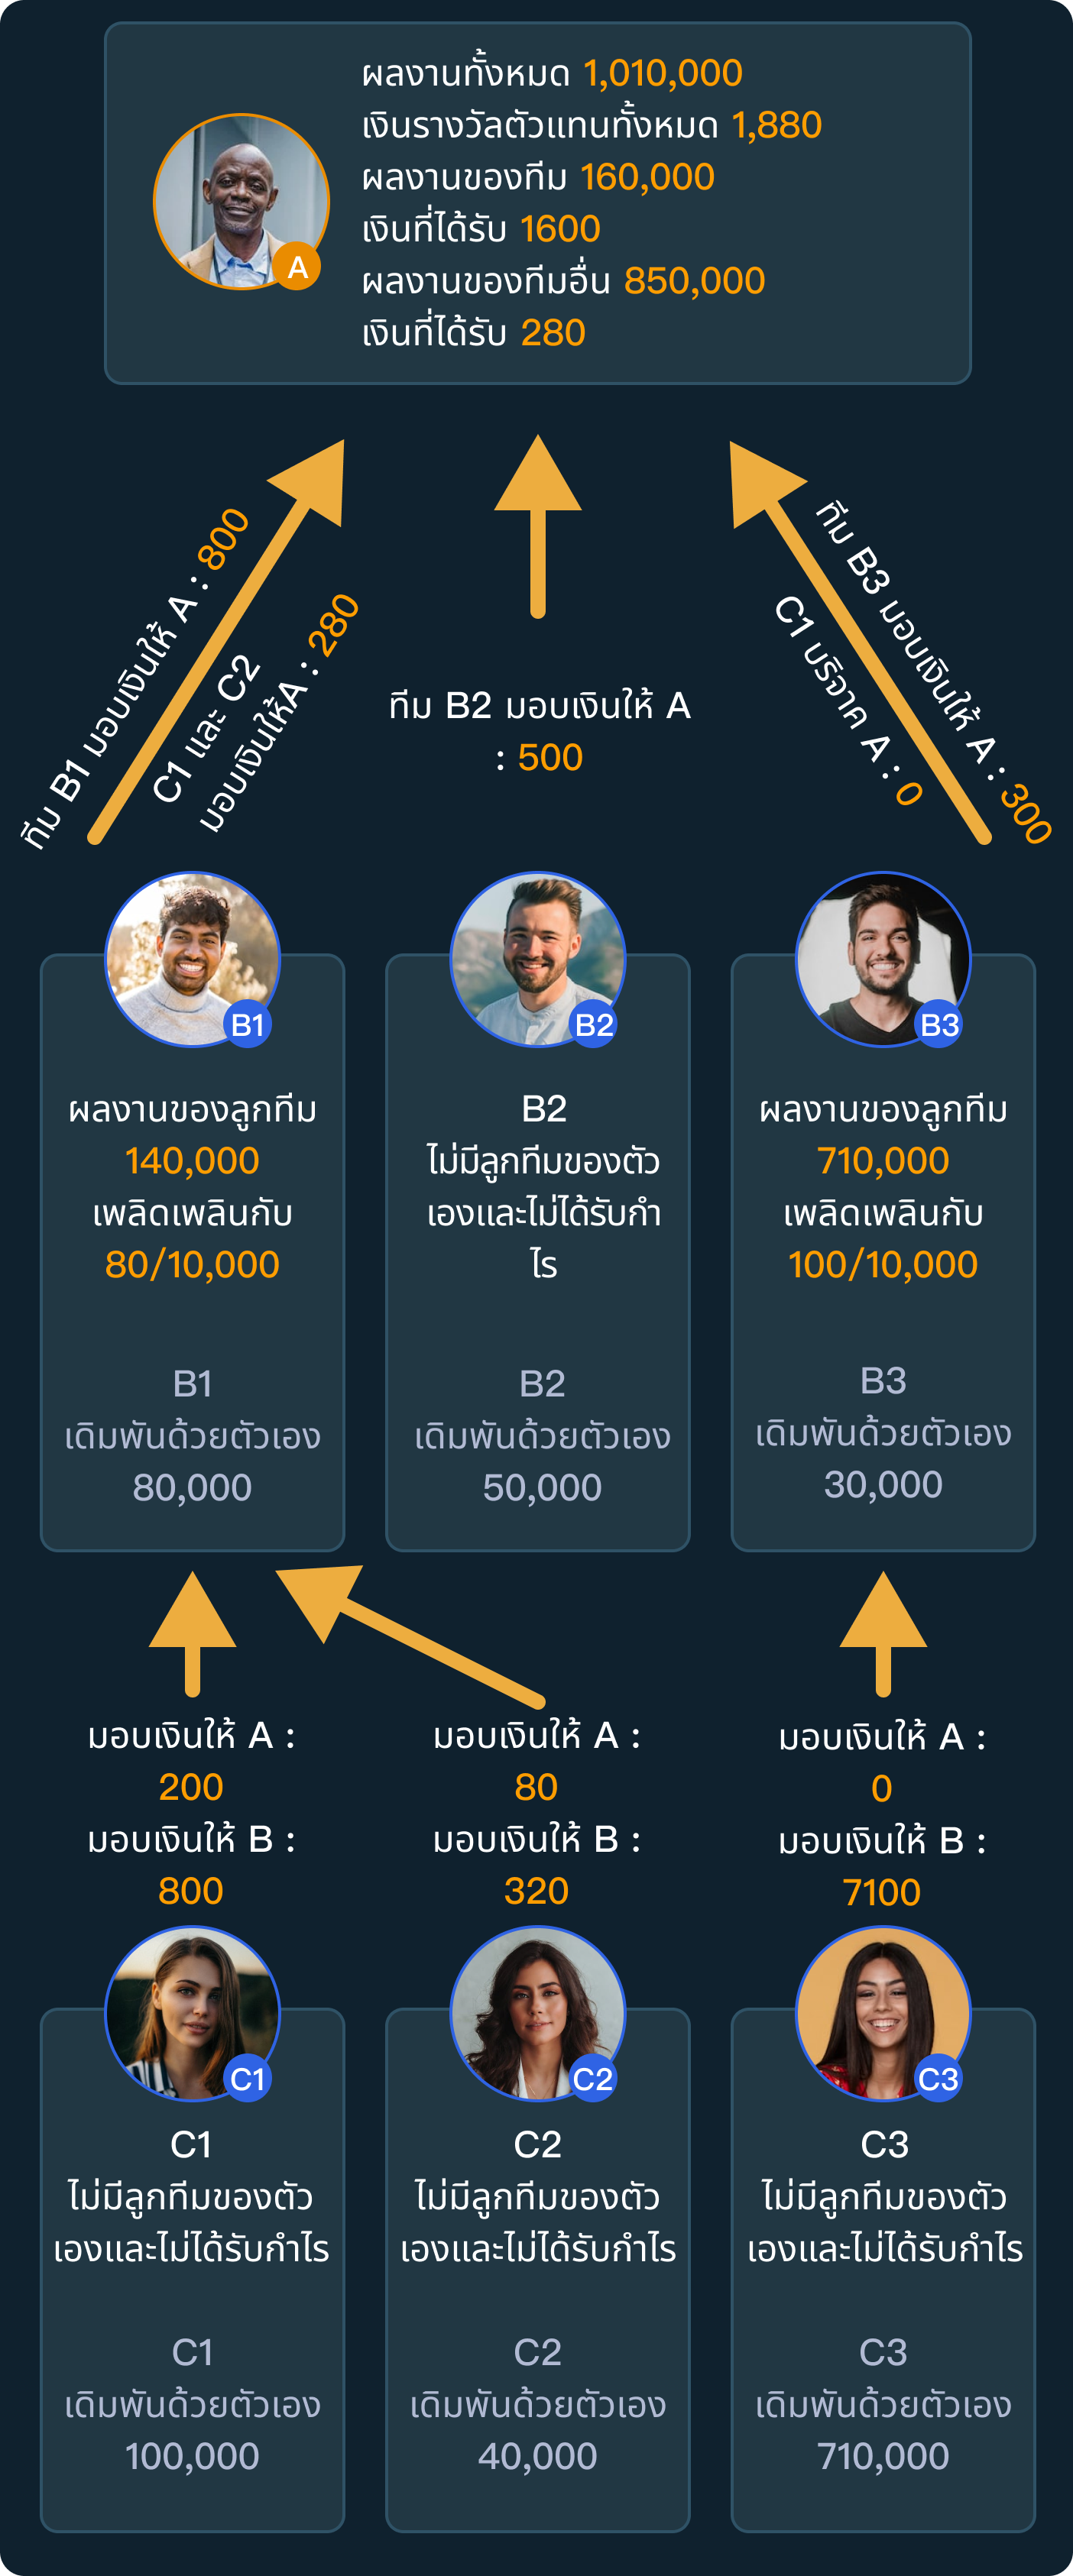 ผลงานทั้งหมด 1,010,000
เงินรางวัลตัวแทนทั้งหมด 1,880
ผลงานของทีม 160,000
เงินที่ได้รับ 1600
ผลงานของทีมอื่น 850,000
เงินที่ได้รับ 280
A
ทีม B1 มอบเงินให้ A : 800
C1 และ C2
มอบเงินให้A : 280
ทีม B2 มอบเงินให้ A
: 500
ทีม B3 มอบเงินให้ A : 300
C1 บริจาค A : 0
B1
ผลงานของลูกทีม
140,000
เพลิดเพลินกับ
80/10,000
B1
เดิมพันด้วยตัวเอง
80,000
B2
B2
ไม่มีลูกทีมของตัว
เองและไม่ได้รับกำ
ไร
B2
เดิมพันด้วยตัวเอง
50,000
B3
ผลงานของลูกทีม
710,000
เพลิดเพลินกับ
100/10,000
B3
เดิมพันด้วยตัวเอง
30,000
มอบเงินให้ A :
200
มอบเงินให้ B :
800
มอบเงินให้ A :
80
มอบเงินให้ B :
320
มอบเงินให้ A :
0
มอบเงินให้ B :
7100
C1
C1
ไม่มีลูกทีมของตัว
เองและไม่ได้รับกำไร
C1
เดิมพันด้วยตัวเอง
100,000
C2
C2
ไม่มีลูกทีมของตัว
เองและไม่ได้รับกำไร
C2
เดิมพันด้วยตัวเอง
40,000
C3
C3
ไม่มีลูกทีมของตัว
เองและไม่ได้รับกำไร
C3
เดิมพันด้วยตัวเอง
710,000